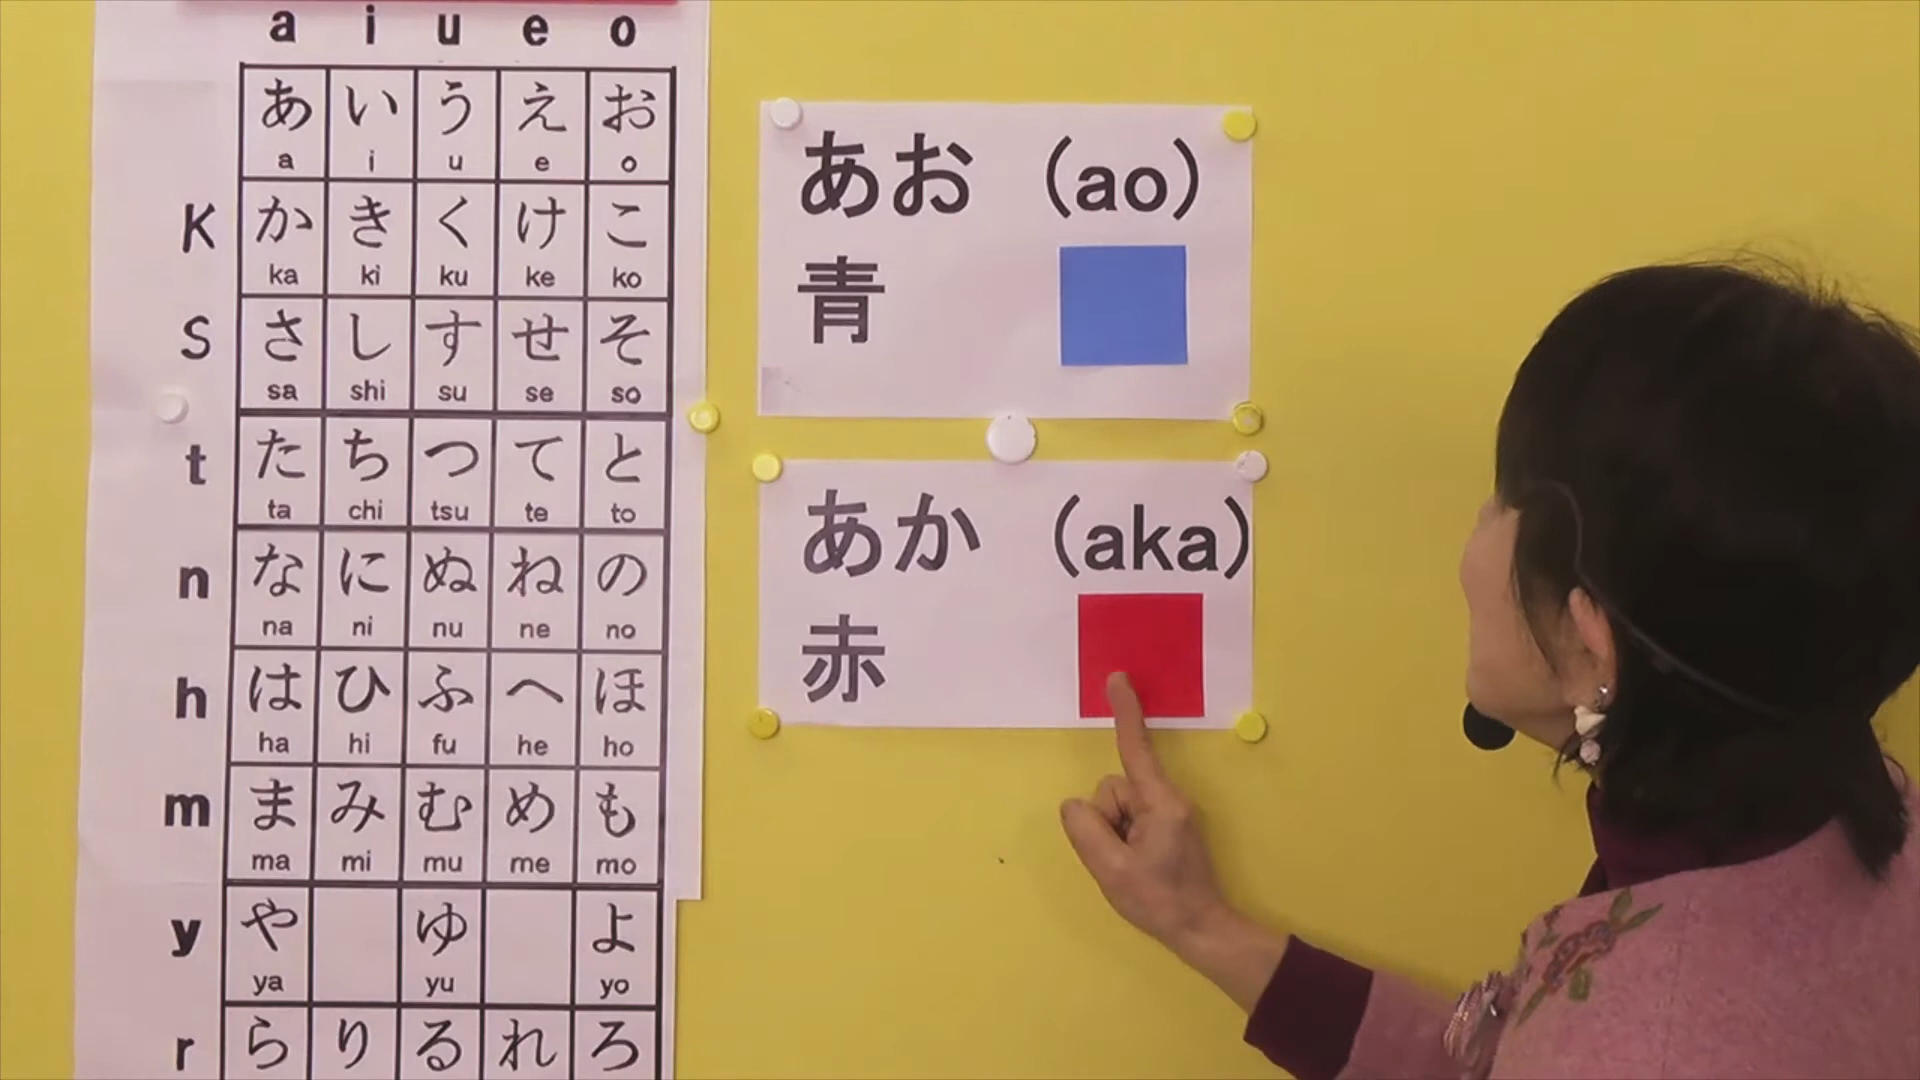 a i u e o
あ い う え お
a i u e o
K か き く け こ
ka ki ku ke ko
S さ し す せ そ
sa shi su se so
t た ち つ て と
ta chi tsu te to
n な に ぬ ね の
na ni nu ne no
h は ひ ふ へ ほ
ha hi fu he ho
m ま み む め も
ma mi mu me mo
y や ゆ よ
ya yu yo
r ら り る れ ろ
あお (ao)
青
あか (aka)
赤